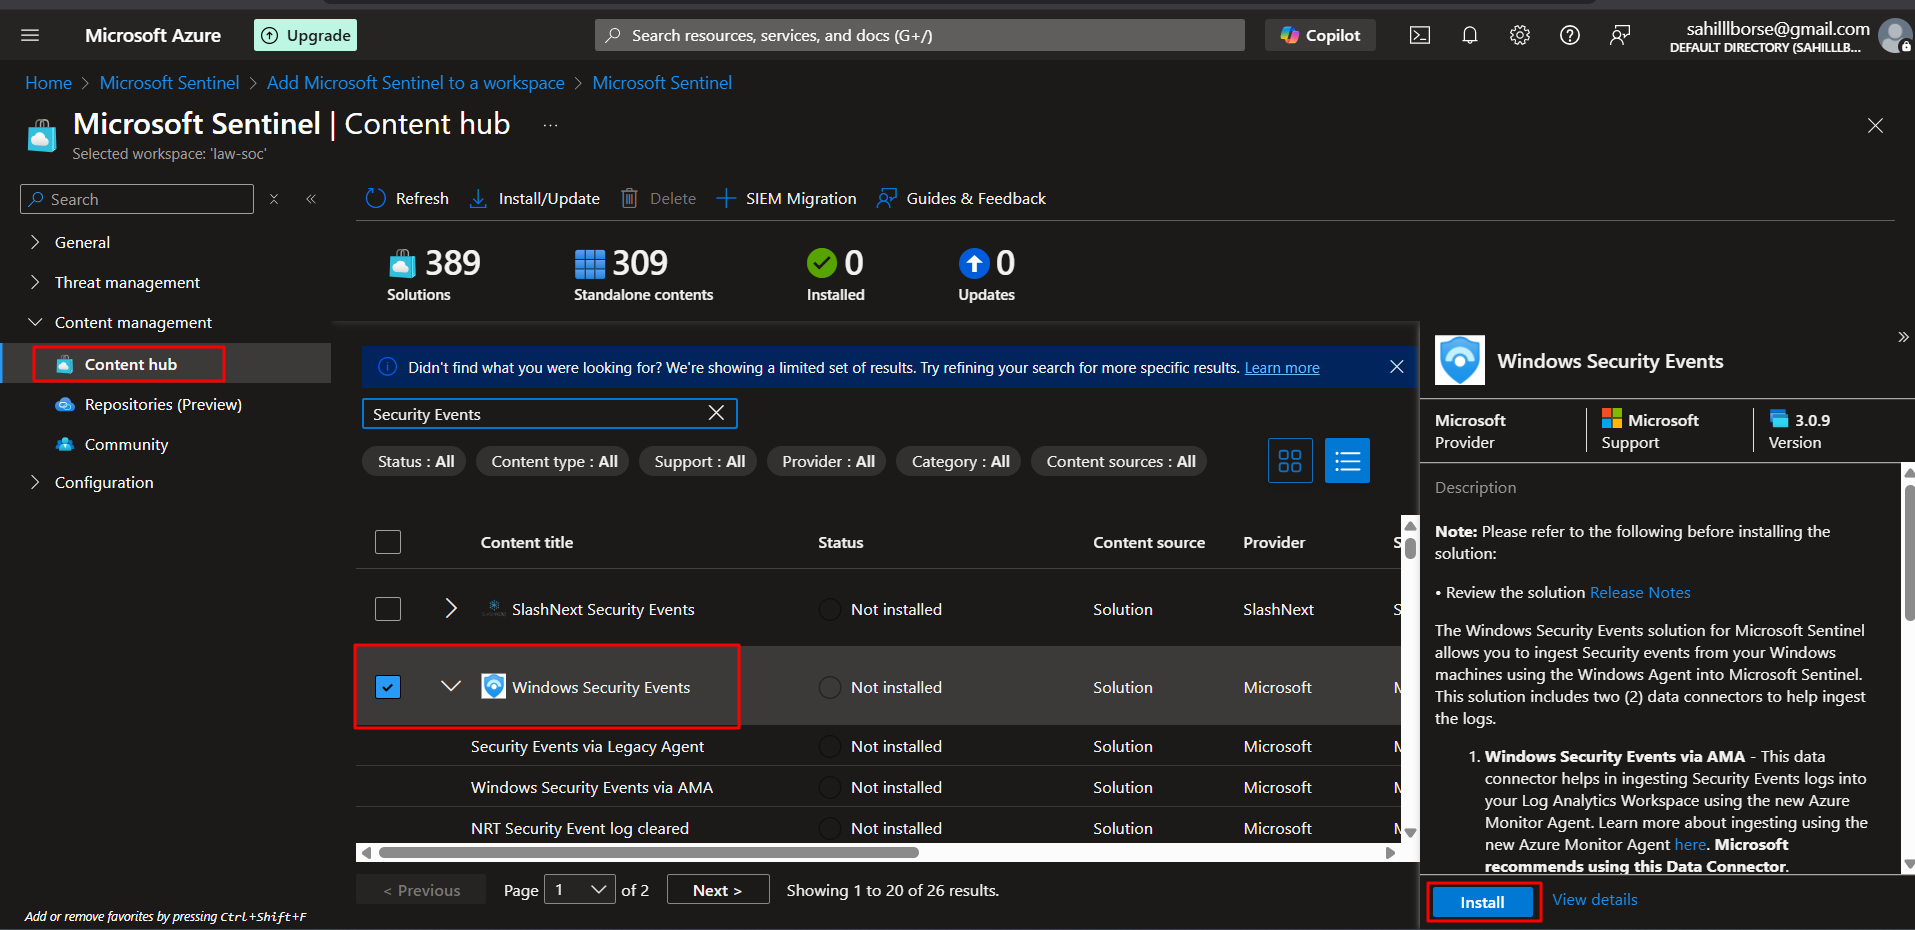 Microsoft Azure
Upgrade
Search resources, services, and docs (G+/)
Copilot
sahilllborse@gmail.com
DEFAULT DIRECTORY (SAHILLLB...
Home > Microsoft Sentinel > Add Microsoft Sentinel to a workspace > Microsoft Sentinel
Microsoft Sentinel | Content hub ...
Selected workspace: 'law-soc'
Search
General
Threat management
Content management
Content hub
Repositories (Preview)
Community
Configuration
Add or remove favorites by pressing Ctrl+Shift+F
Refresh Install/Update Delete SIEM Migration Guides & Feedback
389
Solutions
309
Standalone contents
0
Installed
0
Updates
Didn't find what you were looking for? We're showing a limited set of results. Try refining your search for more specific results. Learn more
Security Events
Status : All Content type : All Support : All Provider : All Category : All Content sources : All
Content title Status Content source Provider S
SlashNext Security Events Not installed Solution SlashNext S
Windows Security Events Not installed Solution Microsoft
Security Events via Legacy Agent Not installed Solution Microsoft
Windows Security Events via AMA Not installed Solution Microsoft
NRT Security Event log cleared Not installed Solution Microsoft
< Previous Page 1 of 2 Next > Showing 1 to 20 of 26 results.
Windows Security Events
Microsoft
Provider
Microsoft
Support
3.0.9
Version
Description
Note: Please refer to the following before installing the
solution:
• Review the solution Release Notes
The Windows Security Events solution for Microsoft Sentinel
allows you to ingest Security events from your Windows
machines using the Windows Agent into Microsoft Sentinel.
This solution includes two (2) data connectors to help ingest
the logs.
1. Windows Security Events via AMA - This data
connector helps in ingesting Security Events logs into
your Log Analytics Workspace using the new Azure
Monitor Agent. Learn more about ingesting using the
new Azure Monitor Agent here. Microsoft
recommends using this Data Connector.
Install View details